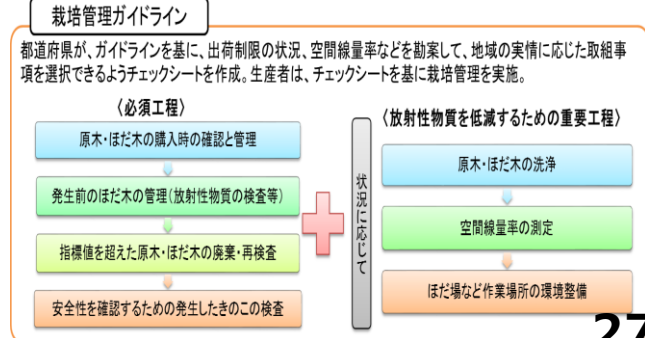 栽培管理ガイドライン
都道府県が、ガイドラインを基に、出荷制限の状況、空間線量率などを勘案して、地域の実情に応じた取組事
項を選択できるようチェックシートを作成。生産者は、チェックシートを基に栽培管理を実施。
〈必須工程〉
原木・ほだ木の購入時の確認と管理
発生前のほだ木の管理(放射性物質の検査等)
指標値を超えた原木・ほだ木の廃棄・再検査
安全性を確認するための発生したきのこの検査
状況に応じて
〈放射性物質を低減するための重要工程〉
原木・ほだ木の洗浄
空間線量率の測定
ほだ場など作業場所の環境整備
27